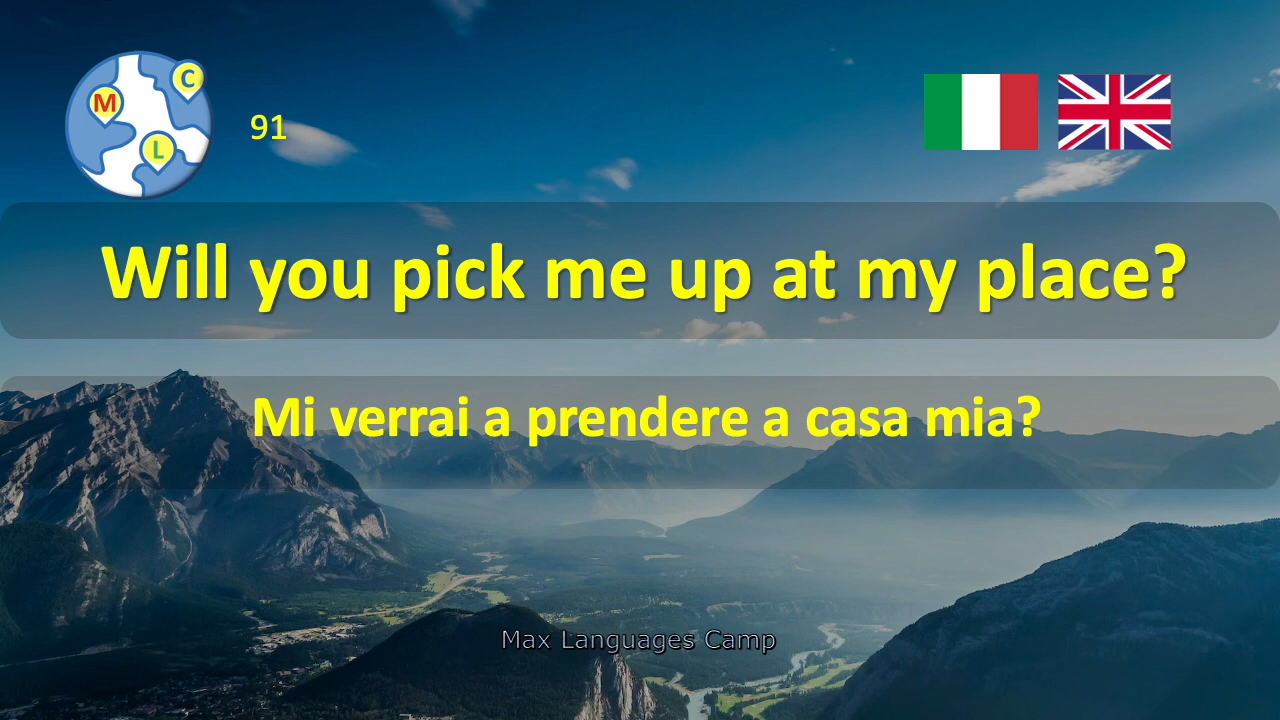 C
M
L
91
Will you pick me up at my place?
Mi verrai a prendere a casa mia?
Max Languages Camp